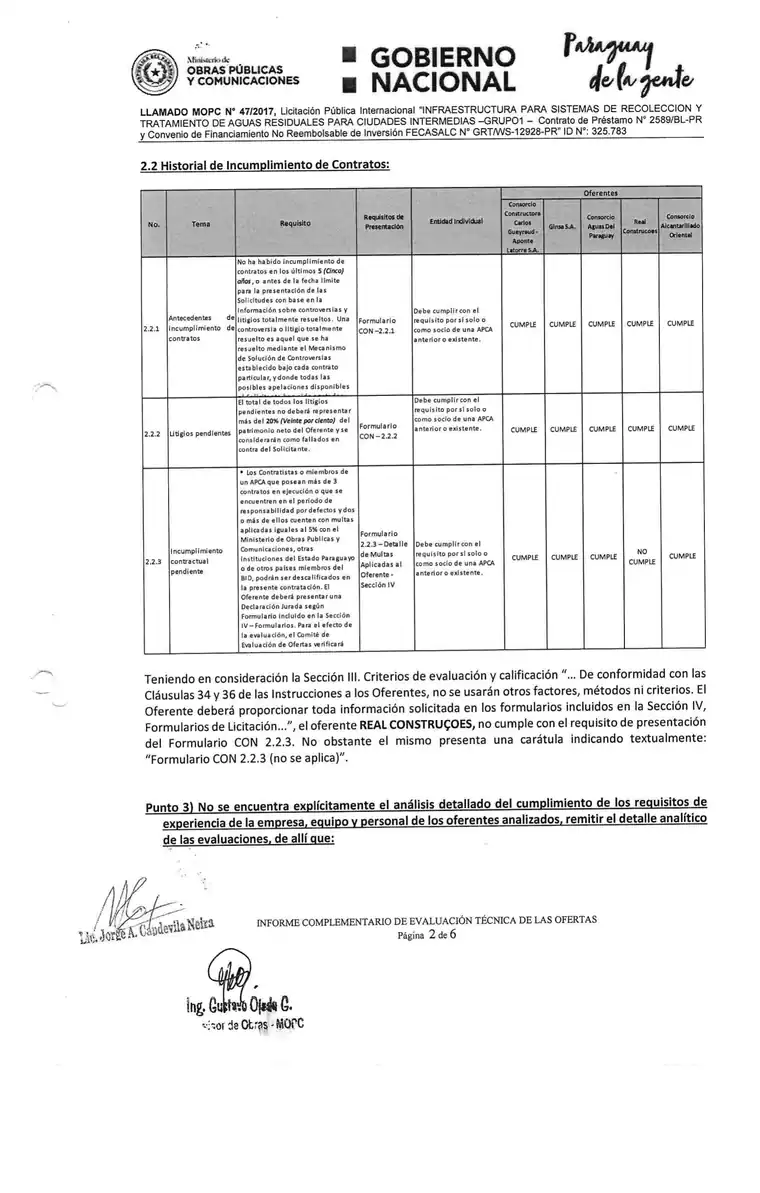 Ministerio de
OBRAS PÚBLICAS
Y COMUNICACIONES
GOBIERNO
NACIONAL
Paraguay
de la gente
LLAMADO MOPC N° 47/2017, Licitación Pública Internacional "INFRAESTRUCTURA PARA SISTEMAS DE RECOLECCION Y
TRATAMIENTO DE AGUAS RESIDUALES PARA CIUDADES INTERMEDIAS –GRUPO1 – Contrato de Préstamo N° 2589/BL-PR
y Convenio de Financiamiento No Reembolsable de Inversión FECASALC N° GRT/WS-12928-PR" ID N°: 325.783
2.2 Historial de Incumplimiento de Contratos:
Oferentes
No.
Tema
Requisito
Requisitos de
Presentación
Entidad Individual
Consorcio
Constructora
Carlos
Gueyraud -
Aponte
Latorre S.A.
Ginsa S.A.
Consorcio
Aguas Del
Paraguay
Real
Construcoes
Consorcio
Alcantarillado
Oriental
2.2.1
Antecedentes de
incumplimiento de
contratos
No ha habido incumplimiento de
contratos en los últimos 5 (Cinco)
años, o antes de la fecha límite
para la presentación de las
Solicitudes con base en la
información sobre controversias y
litigios totalmente resueltos. Una
controversia o litigio totalmente
resuelto es aquel que se ha
resuelto mediante el Mecanismo
de Solución de Controversias
establecido bajo cada contrato
particular, y donde todas las
posibles apelaciones disponibles
Formulario
CON –2.2.1
Debe cumplir con el
requisito por sí solo o
como socio de una APCA
anterior o existente.
CUMPLE
CUMPLE
CUMPLE
CUMPLE
CUMPLE
2.2.2
Litigios pendientes
El total de todos los litigios
pendientes no deberá representar
más del 20% (Veinte por ciento) del
patrimonio neto del Oferente y se
considerarán como fallados en
contra del Solicitante.
Formulario
CON – 2.2.2
Debe cumplir con el
requisito por sí solo o
como socio de una APCA
anterior o existente.
CUMPLE
CUMPLE
CUMPLE
CUMPLE
CUMPLE
2.2.3
Incumplimiento
contractual
pendiente
* Los Contratistas o miembros de
un APCA que posean más de 3
contratos en ejecución o que se
encuentren en el periodo de
responsabilidad por defectos y dos
o más de ellos cuenten con multas
aplicadas iguales al 5% con el
Ministerio de Obras Publicas y
Comunicaciones, otras
Instituciones del Estado Paraguayo
o de otros países miembros del
BID, podrán ser descalificados en
la presente contratación. El
Oferente deberá presentar una
Declaración Jurada según
Formulario incluido en la Sección
IV – Formularios. Para el efecto de
la evaluación, el Comité de
Evaluación de Ofertas verificará
Formulario
2.2.3 – Detalle
de Multas
Aplicadas al
Oferente -
Sección IV
Debe cumplir con el
requisito por sí solo o
como socio de una APCA
anterior o existente.
CUMPLE
CUMPLE
CUMPLE
NO
CUMPLE
CUMPLE
Teniendo en consideración la Sección III. Criterios de evaluación y calificación "... De conformidad con las
Cláusulas 34 y 36 de las Instrucciones a los Oferentes, no se usarán otros factores, métodos ni criterios. El
Oferente deberá proporcionar toda información solicitada en los formularios incluidos en la Sección IV,
Formularios de Licitación...", el oferente REAL CONSTRUÇOES, no cumple con el requisito de presentación
del Formulario CON 2.2.3. No obstante el mismo presenta una carátula indicando textualmente:
"Formulario CON 2.2.3 (no se aplica)".
Punto 3) No se encuentra explícitamente el análisis detallado del cumplimiento de los requisitos de
experiencia de la empresa, equipo y personal de los oferentes analizados, remitir el detalle analítico
de las evaluaciones, de allí que:
Lic. Jorge A. Capdevila Neira
INFORME COMPLEMENTARIO DE EVALUACIÓN TÉCNICA DE LAS OFERTAS
Página 2 de 6
Ing. Gustavo Ojeda G.
de Obras - MOPC